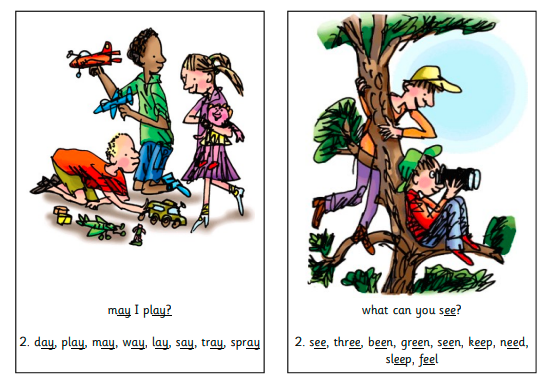 may I play?
2. day, play, may, way, lay, say, tray, spray
what can you see?
2. see, three, been, green, seen, keep, need,
sleep, feel